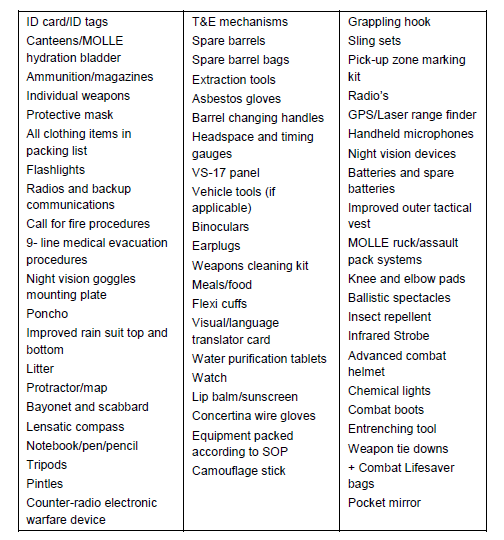 ID card/ID tags
Canteens/MOLLE
hydration bladder
Ammunition/magazines
Individual weapons
Protective mask
All clothing items in
packing list
Flashlights
Radios and backup
communications
Call for fire procedures
9- line medical evacuation
procedures
Night vision goggles
mounting plate
Poncho
Improved rain suit top and
bottom
Litter
Protractor/map
Bayonet and scabbard
Lensatic compass
Notebook/pen/pencil
Tripods
Pintles
Counter-radio electronic
warfare device
T&E mechanisms
Spare barrels
Spare barrel bags
Extraction tools
Asbestos gloves
Barrel changing handles
Headspace and timing
gauges
VS-17 panel
Vehicle tools (if
applicable)
Binoculars
Earplugs
Weapons cleaning kit
Meals/food
Flexi cuffs
Visual/language
translator card
Water purification tablets
Watch
Lip balm/sunscreen
Concertina wire gloves
Equipment packed
according to SOP
Camouflage stick
Grappling hook
Sling sets
Pick-up zone marking
kit
Radio's
GPS/Laser range finder
Handheld microphones
Night vision devices
Batteries and spare
batteries
Improved outer tactical
vest
MOLLE ruck/assault
pack systems
Knee and elbow pads
Ballistic spectacles
Insect repellent
Infrared Strobe
Advanced combat
helmet
Chemical lights
Combat boots
Entrenching tool
Weapon tie downs
+ Combat Lifesaver
bags
Pocket mirror